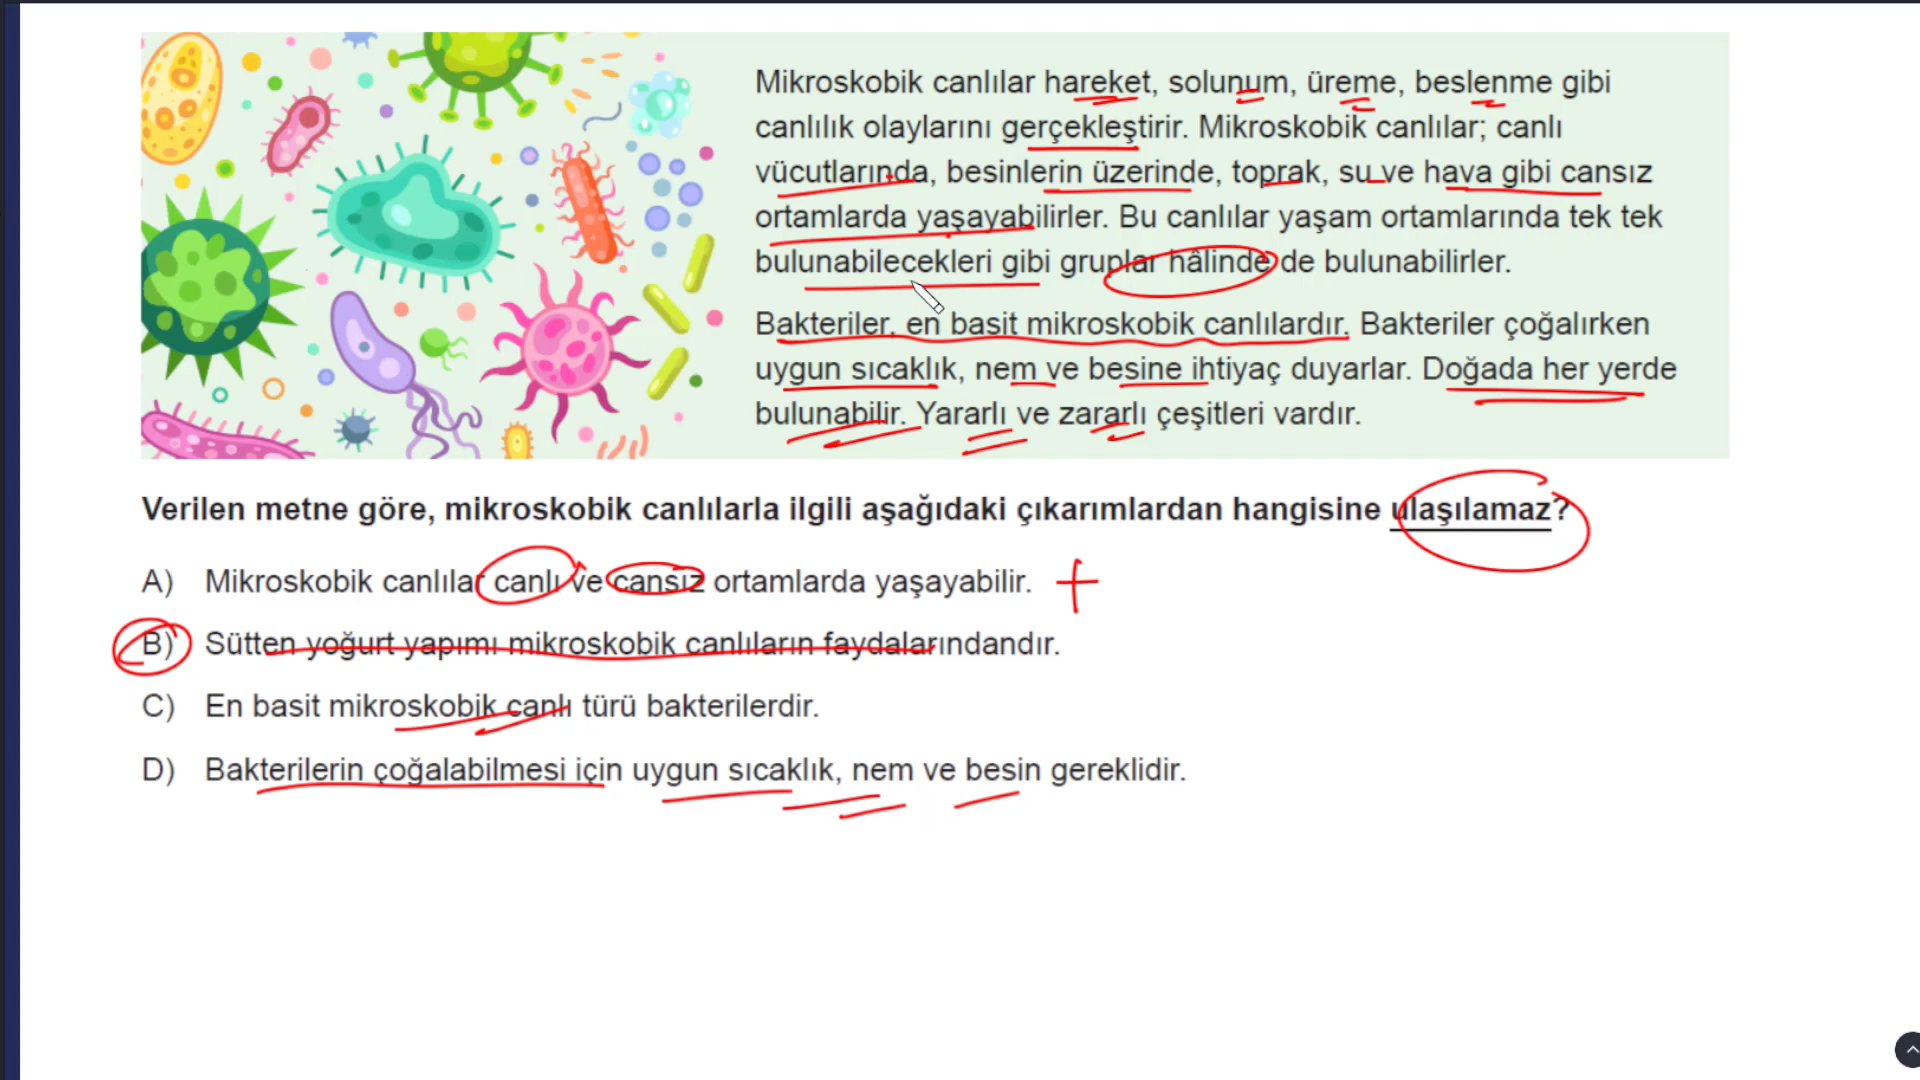 Mikroskobik canlılar hareket, solunum, üreme, beslenme gibi
canlılık olaylarını gerçekleştirir. Mikroskobik canlılar; canlı
vücutlarında, besinlerin üzerinde, toprak, su ve hava gibi cansız
ortamlarda yaşayabilirler. Bu canlılar yaşam ortamlarında tek tek
bulunabilecekleri gibi gruplar hâlinde de bulunabilirler.
Bakteriler, en basit mikroskobik canlılardır. Bakteriler çoğalırken
uygun sıcaklık, nem ve besine ihtiyaç duyarlar. Doğada her yerde
bulunabilir. Yararlı ve zararlı çeşitleri vardır.
Verilen metne göre, mikroskobik canlılarla ilgili aşağıdaki çıkarımlardan hangisine ulaşılamaz?
A) Mikroskobik canlılar canlı ve cansız ortamlarda yaşayabilir. +
B) Sütten yoğurt yapımı mikroskobik canlıların faydalarındandır.
C) En basit mikroskobik canlı türü bakterilerdir.
D) Bakterilerin çoğalabilmesi için uygun sıcaklık, nem ve besin gereklidir.